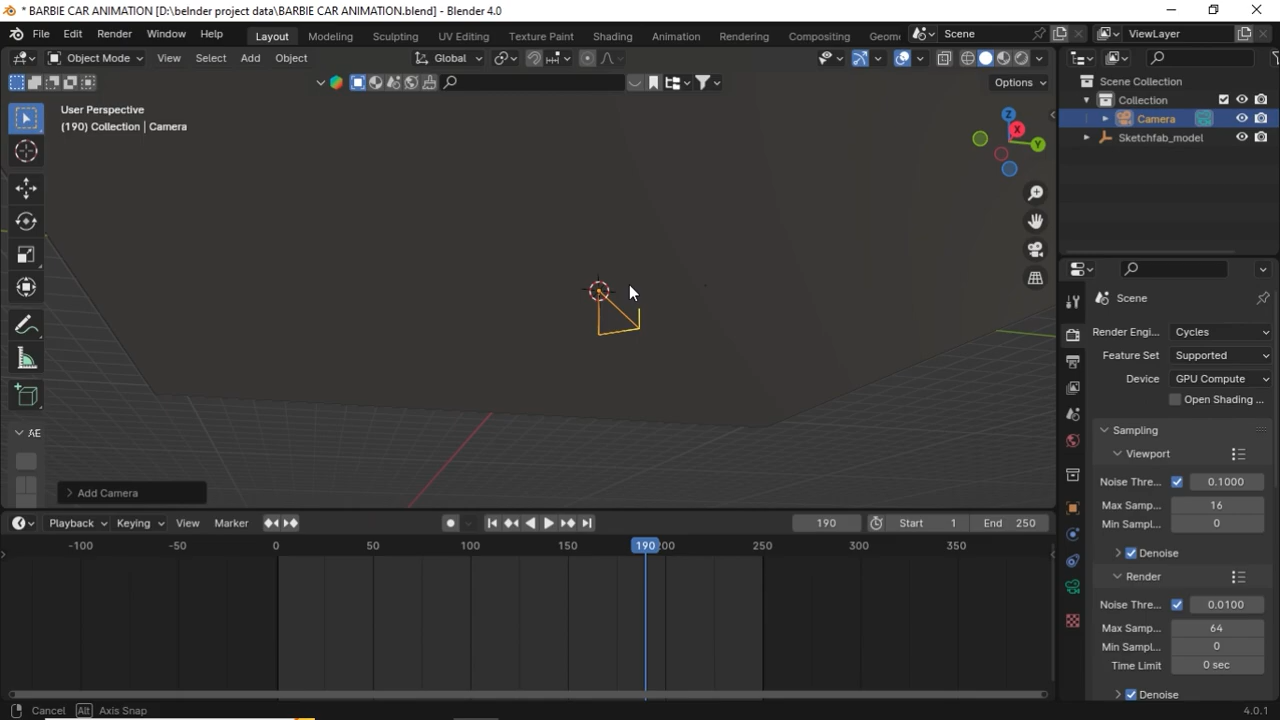 * BARBIE CAR ANIMATION [D:\belnder project data\BARBIE CAR ANIMATION.blend] - Blender 4.0
File Edit Render Window Help Layout Modeling Sculpting UV Editing Texture Paint Shading Animation Rendering Compositing Geom Scene ViewLayer
Object Mode View Select Add Object Global
Options
User Perspective
(190) Collection | Camera
Scene Collection
Collection
Camera
Sketchfab_model
X
Y
Z
Scene
Render Engi... Cycles
Feature Set Supported
Device GPU Compute
Open Shading ...
Sampling
Viewport
Noise Thre... 0.1000
Max Samp... 16
Min Sampl... 0
Denoise
Render
Noise Thre... 0.0100
Max Samp... 64
Min Sampl... 0
Time Limit 0 sec
Denoise
AE
Add Camera
Playback Keying View Marker 190 Start 1 End 250
-100 -50 0 50 100 150 190 200 250 300 350
Cancel Alt Axis Snap 4.0.1